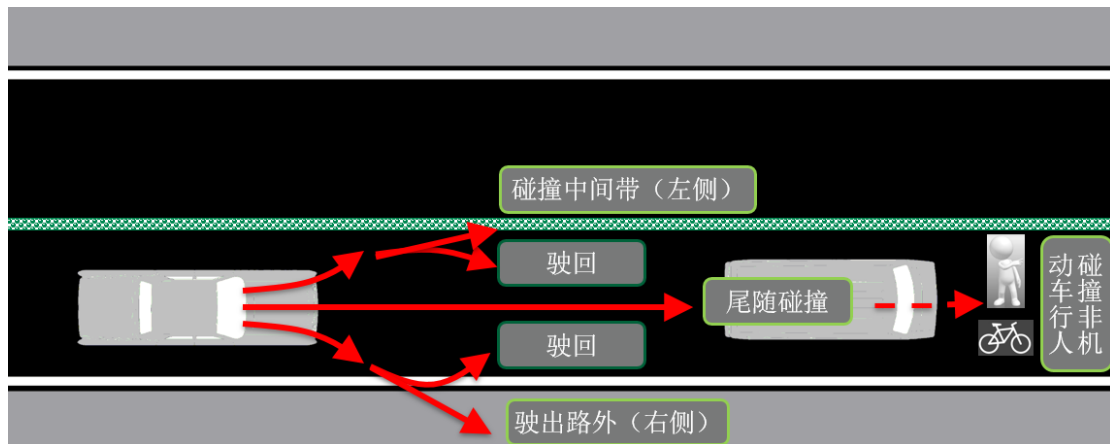 碰撞中间带（左侧）
驶回
尾随碰撞
碰撞非机
动车行人
驶回
驶出路外（右侧）